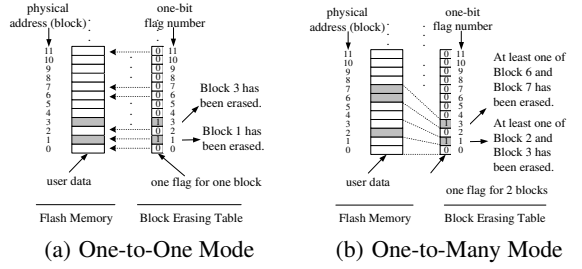 physical
address (block)
one-bit
flag number
11
10
9
8
7
6
5
4
3
2
1
0
0
0
0
0
0
0
0
0
1
0
1
0
11
10
9
8
7
6
5
4
3
2
1
0
Block 3 has
been erased.
Block 1 has
been erased.
user data
one flag for one block
Flash Memory
Block Erasing Table
(a) One-to-One Mode
physical
address (block)
one-bit
flag number
11
10
9
8
7
6
5
4
3
2
1
0
0
0
0
0
0
0
0
0
1
0
1
0
11
10
9
8
7
6
5
4
3
2
1
0
At least one of
Block 6 and
Block 7 has
been erased.
At least one of
Block 2 and
Block 3 has
been erased.
user data
one flag for 2 blocks
Flash Memory
Block Erasing Table
(b) One-to-Many Mode